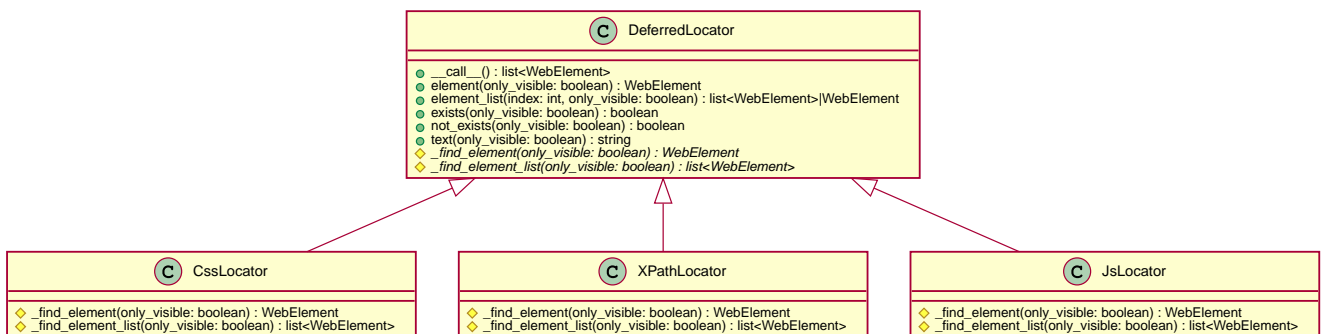 C DeferredLocator
__call__() : list<WebElement>
element(only_visible: boolean) : WebElement
element_list(index: int, only_visible: boolean) : list<WebElement>|WebElement
exists(only_visible: boolean) : boolean
not_exists(only_visible: boolean) : boolean
text(only_visible: boolean) : string
_find_element(only_visible: boolean) : WebElement
_find_element_list(only_visible: boolean) : list<WebElement>
C CssLocator
_find_element(only_visible: boolean) : WebElement
_find_element_list(only_visible: boolean) : list<WebElement>
C XPathLocator
_find_element(only_visible: boolean) : WebElement
_find_element_list(only_visible: boolean) : list<WebElement>
C JsLocator
_find_element(only_visible: boolean) : WebElement
_find_element_list(only_visible: boolean) : list<WebElement>